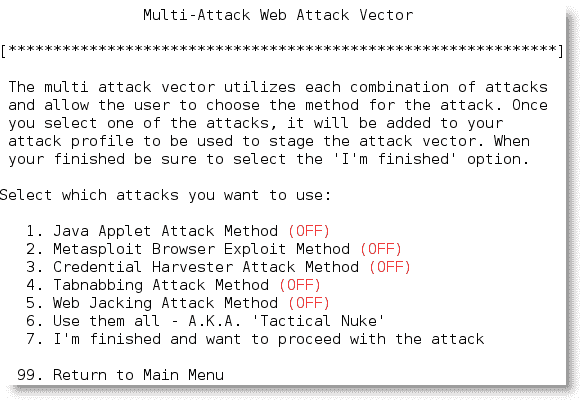 Multi-Attack Web Attack Vector
[*************************************************************]
The multi attack vector utilizes each combination of attacks
and allow the user to choose the method for the attack. Once
you select one of the attacks, it will be added to your
attack profile to be used to stage the attack vector. When
your finished be sure to select the 'I'm finished' option.
Select which attacks you want to use:
1. Java Applet Attack Method (OFF)
2. Metasploit Browser Exploit Method (OFF)
3. Credential Harvester Attack Method (OFF)
4. Tabnabbing Attack Method (OFF)
5. Web Jacking Attack Method (OFF)
6. Use them all - A.K.A. 'Tactical Nuke'
7. I'm finished and want to proceed with the attack
99. Return to Main Menu